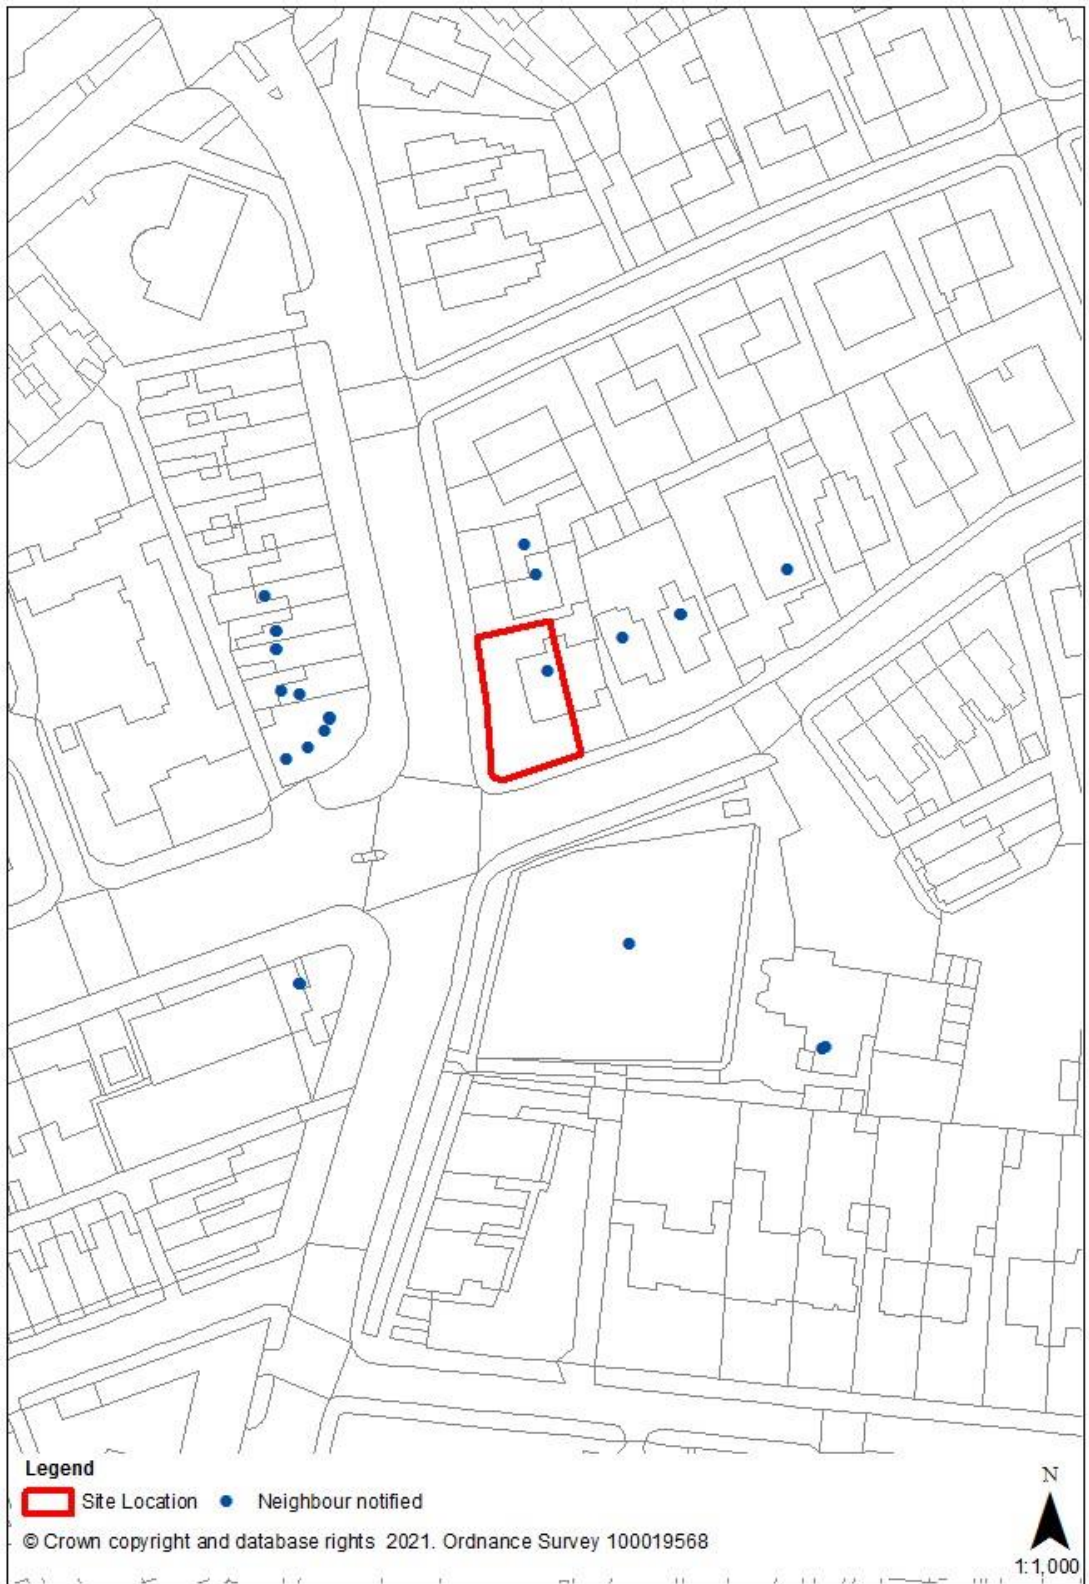 Legend
Site Location Neighbour notified
© Crown copyright and database rights 2021. Ordnance Survey 100019568
N
1:1,000